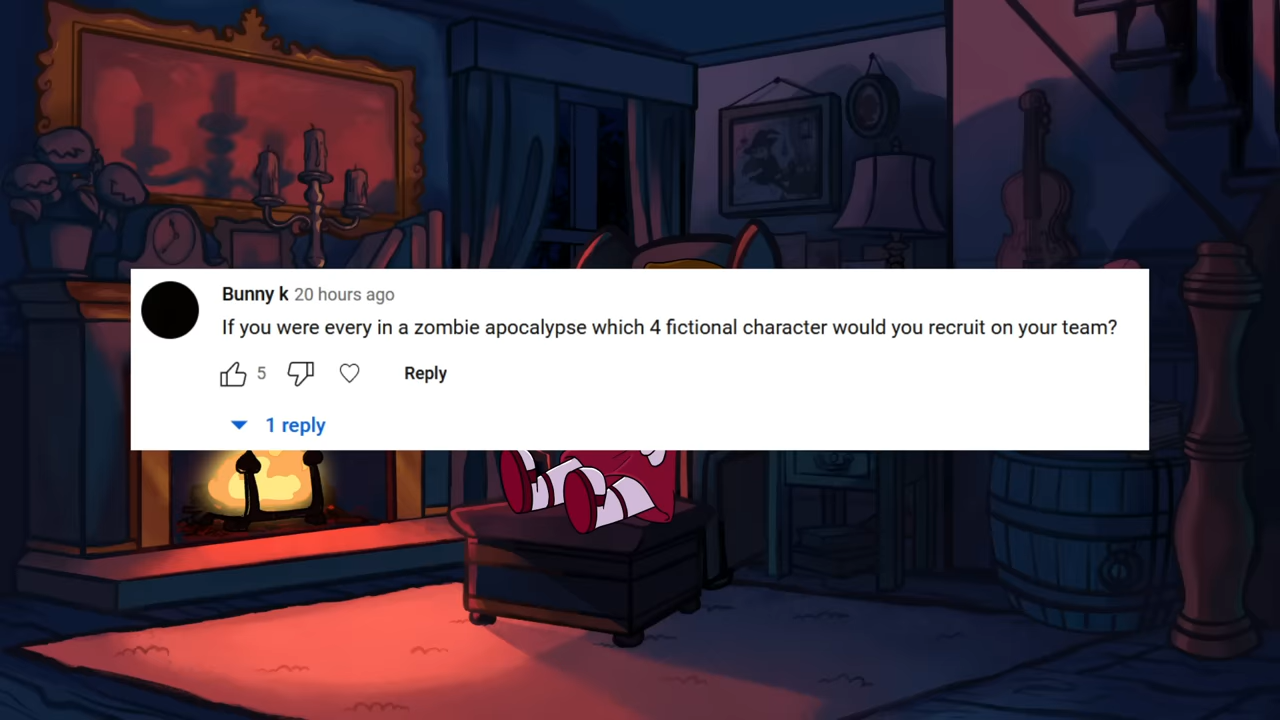 Bunny k 20 hours ago
If you were every in a zombie apocalypse which 4 fictional character would you recruit on your team?
5 Reply
1 reply